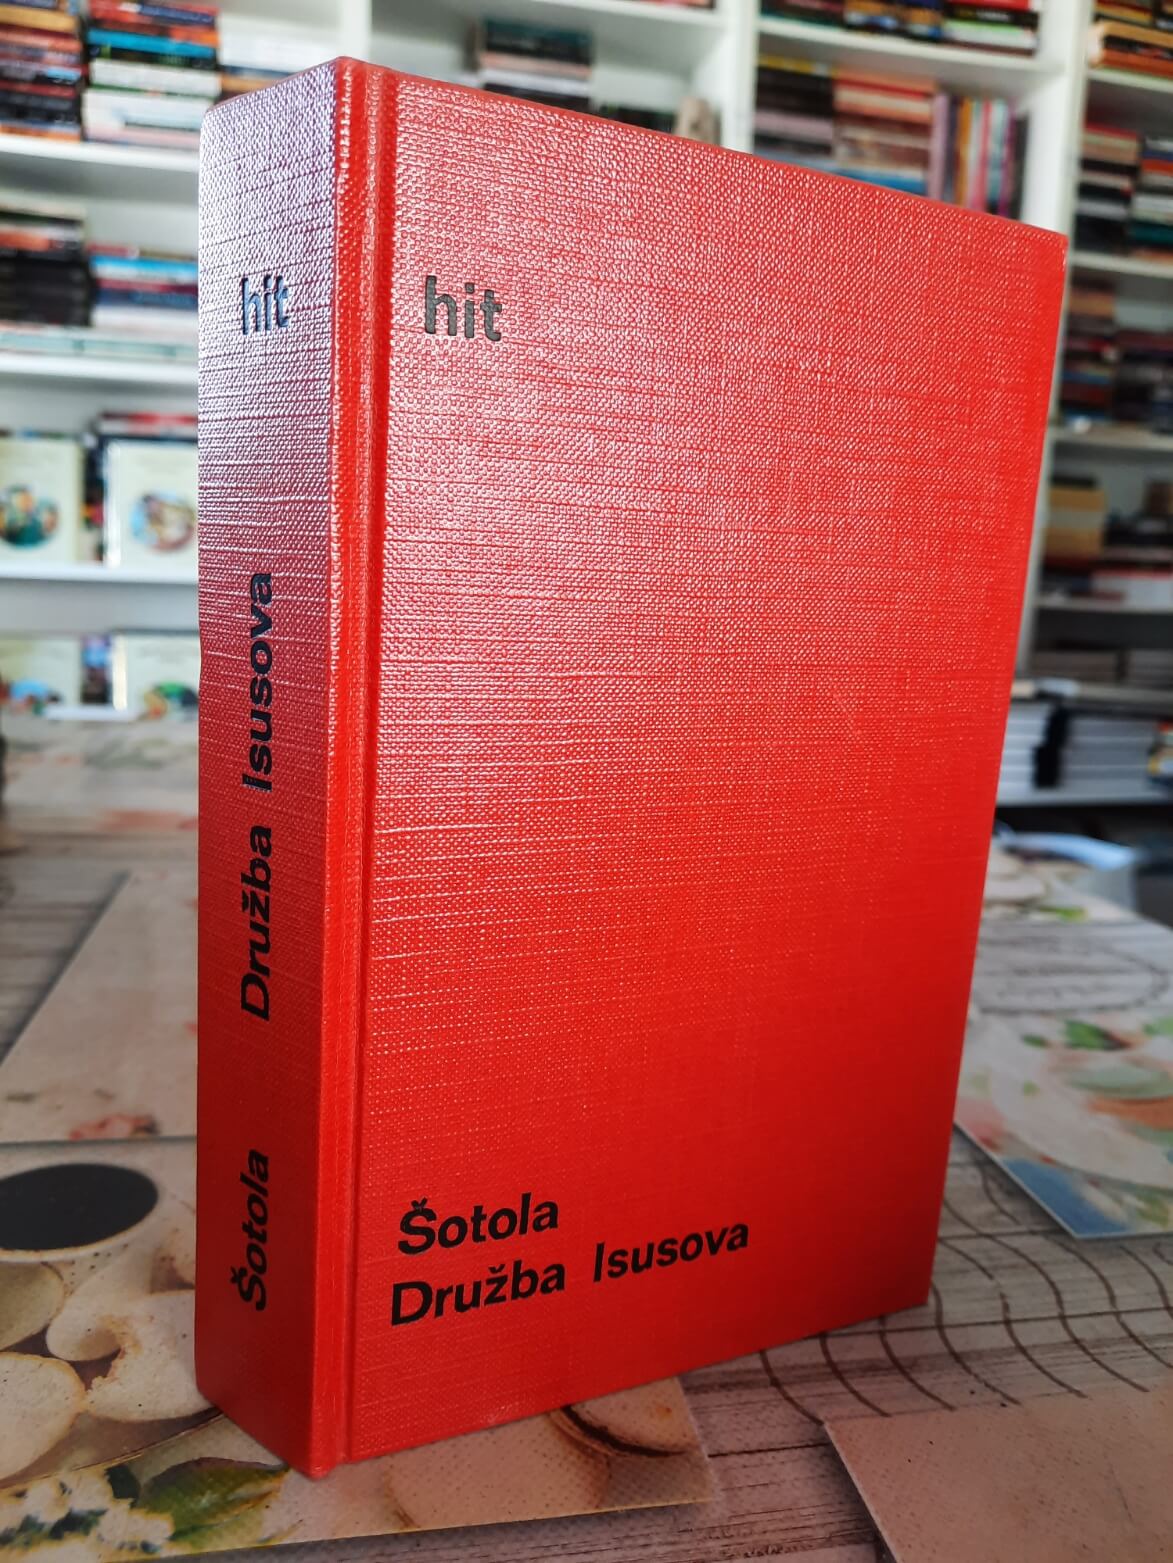 hit
Šotola Družba Isusova
hit
Šotola
Družba Isusova